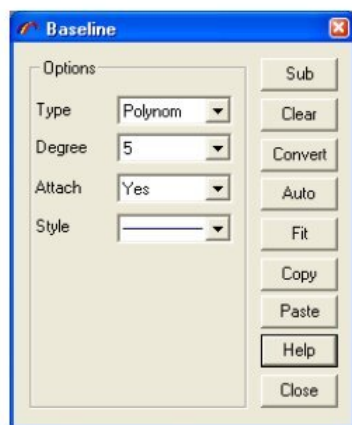 Baseline
Options
Type Polynom
Degree 5
Attach Yes
Style
Sub
Clear
Convert
Auto
Fit
Copy
Paste
Help
Close